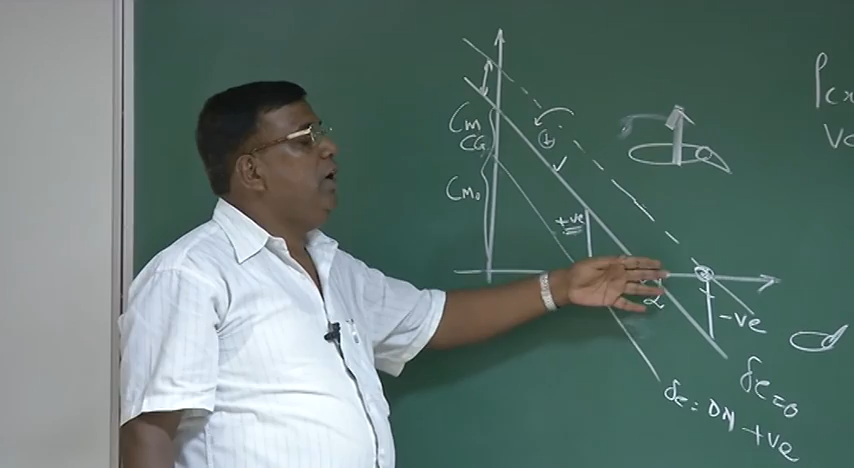 Cm
CG
Cm₀
+ve
α
-ve
δe=0
δe = DN +ve